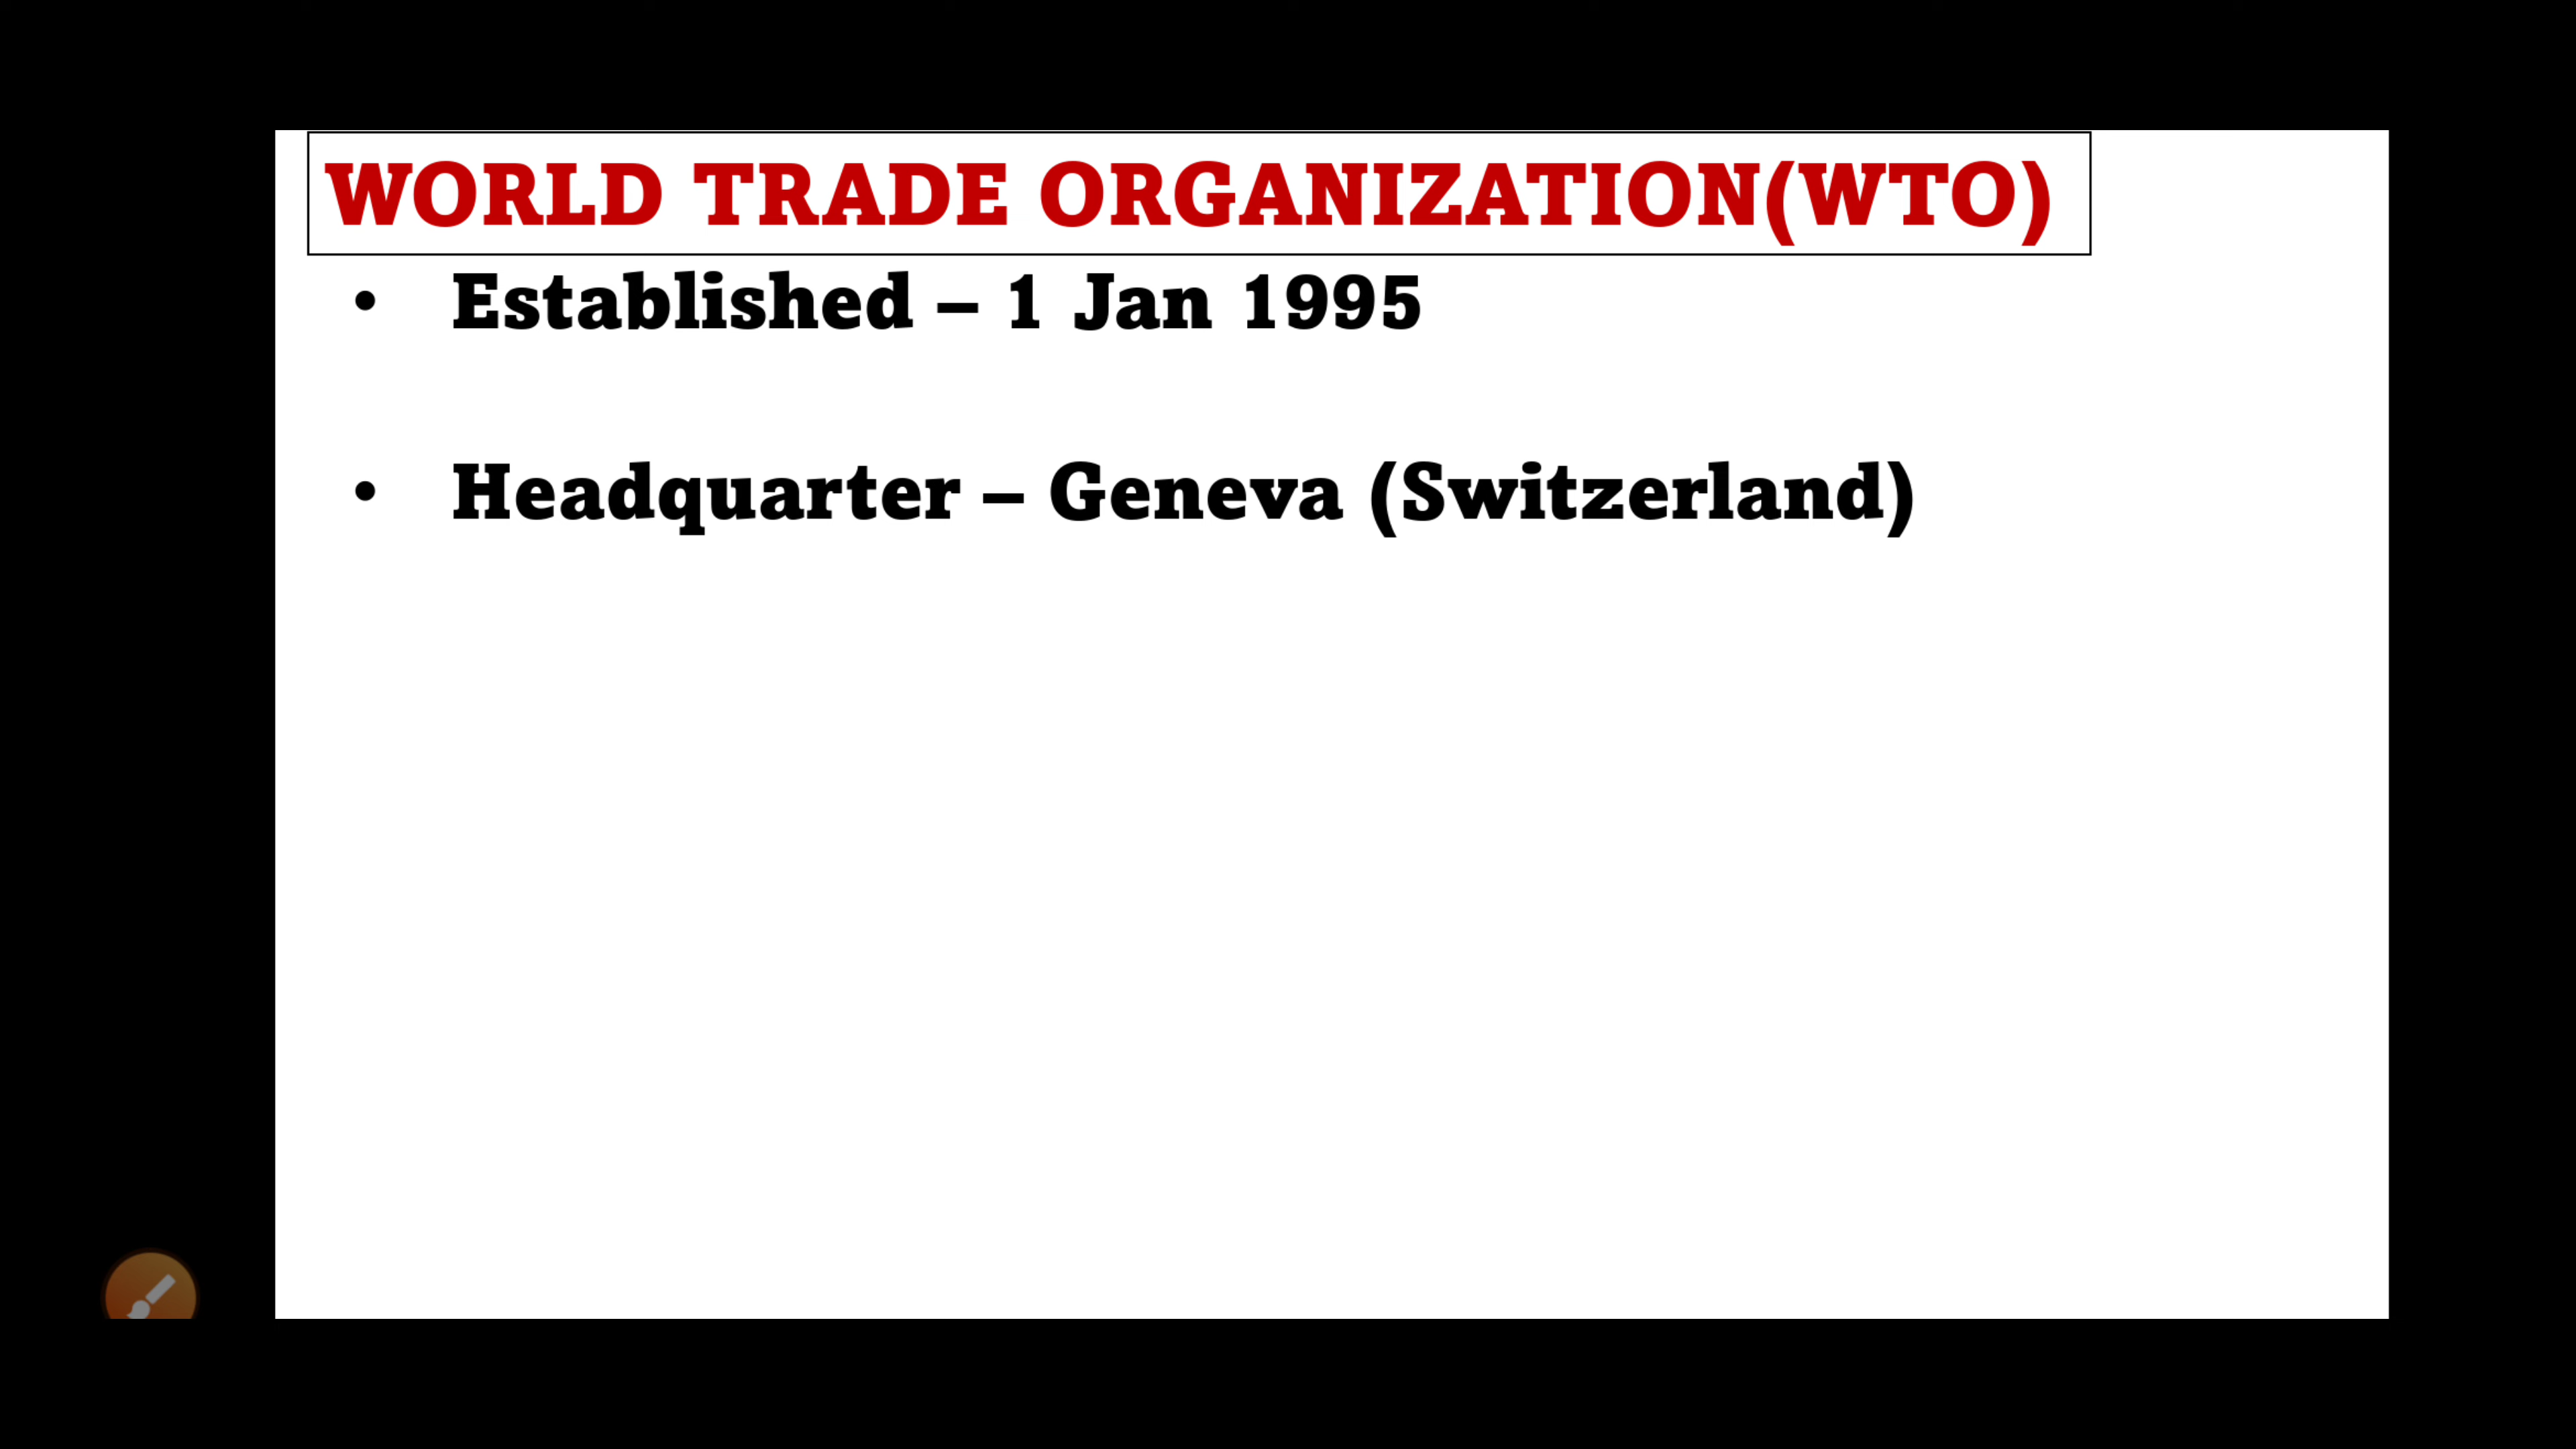 WORLD TRADE ORGANIZATION(WTO)
• Established – 1 Jan 1995
• Headquarter – Geneva (Switzerland)